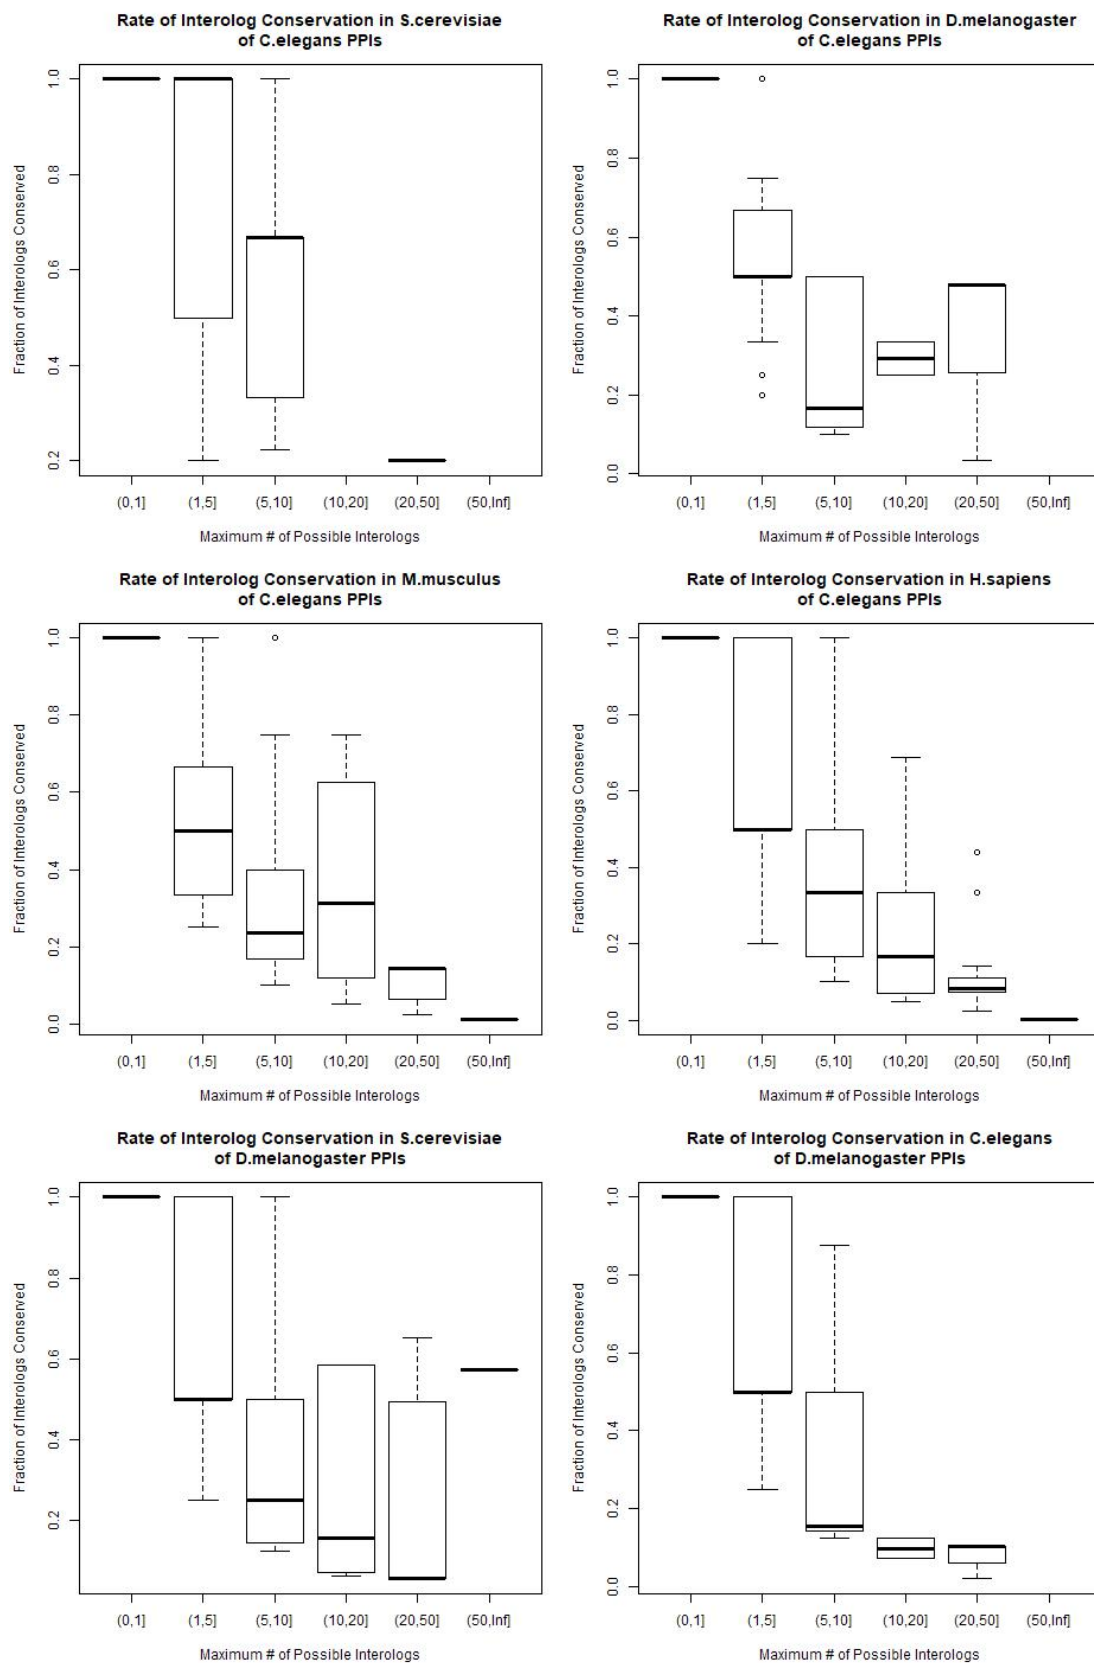 Rate of Interolog Conservation in S.cerevisiae
of C.elegans PPIs
Fraction of Interologs Conserved
1.0
0.8
0.6
0.4
0.2
(0,1] (1,5] (5,10] (10,20] (20,50] (50,Inf]
Maximum # of Possible Interologs
Rate of Interolog Conservation in D.melanogaster
of C.elegans PPIs
Fraction of Interologs Conserved
1.0
0.8
0.6
0.4
0.2
0.0
(0,1] (1,5] (5,10] (10,20] (20,50] (50,Inf]
Maximum # of Possible Interologs
Rate of Interolog Conservation in M.musculus
of C.elegans PPIs
Fraction of Interologs Conserved
1.0
0.8
0.6
0.4
0.2
0.0
(0,1] (1,5] (5,10] (10,20] (20,50] (50,Inf]
Maximum # of Possible Interologs
Rate of Interolog Conservation in H.sapiens
of C.elegans PPIs
Fraction of Interologs Conserved
1.0
0.8
0.6
0.4
0.2
0.0
(0,1] (1,5] (5,10] (10,20] (20,50] (50,Inf]
Maximum # of Possible Interologs
Rate of Interolog Conservation in S.cerevisiae
of D.melanogaster PPIs
Fraction of Interologs Conserved
1.0
0.8
0.6
0.4
0.2
(0,1] (1,5] (5,10] (10,20] (20,50] (50,Inf]
Maximum # of Possible Interologs
Rate of Interolog Conservation in C.elegans
of D.melanogaster PPIs
Fraction of Interologs Conserved
1.0
0.8
0.6
0.4
0.2
0.0
(0,1] (1,5] (5,10] (10,20] (20,50] (50,Inf]
Maximum # of Possible Interologs